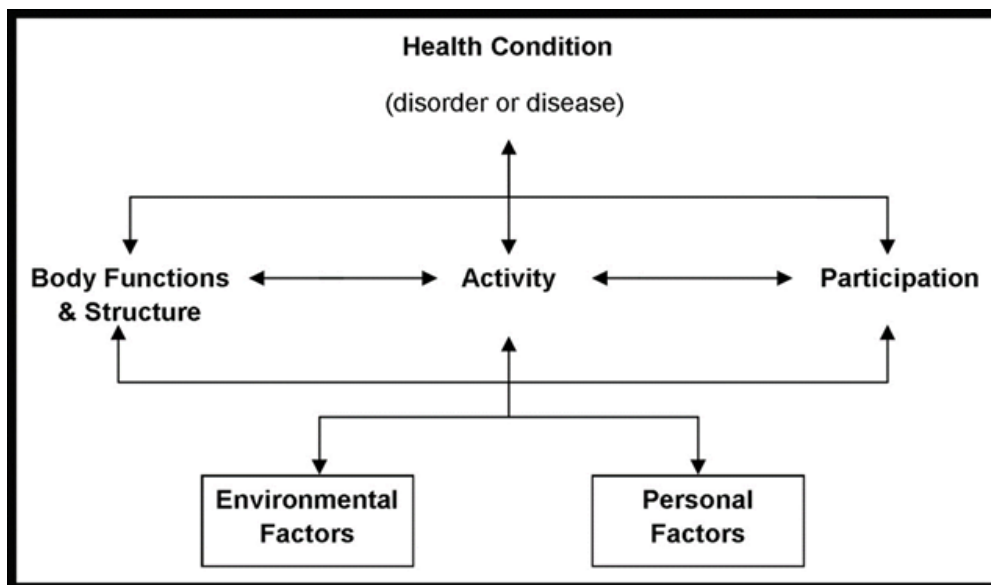 Health Condition
(disorder or disease)
Body Functions
& Structure
Activity
Participation
Environmental
Factors
Personal
Factors